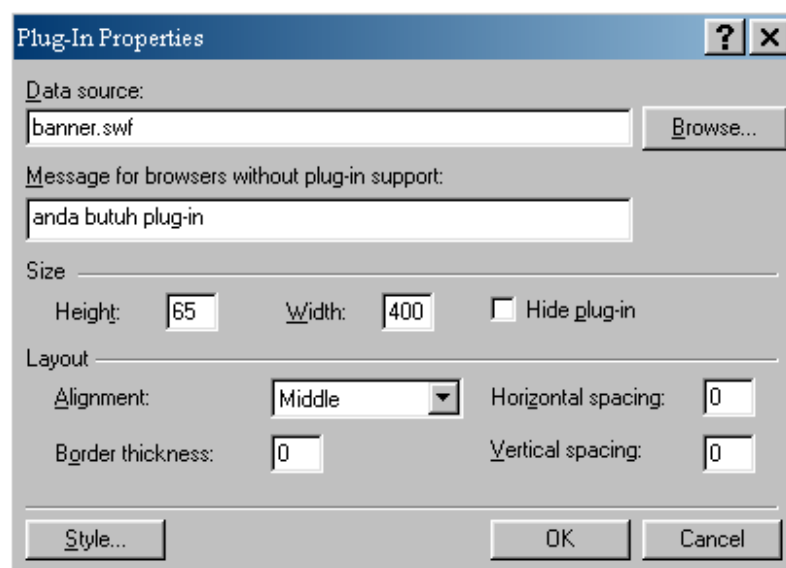 Plug-In Properties
Data source:
banner.swf
Browse...
Message for browsers without plug-in support:
anda butuh plug-in
Size
Height: 65 Width: 400 Hide plug-in
Layout
Alignment: Middle Horizontal spacing: 0
Border thickness: 0 Vertical spacing: 0
Style... OK Cancel